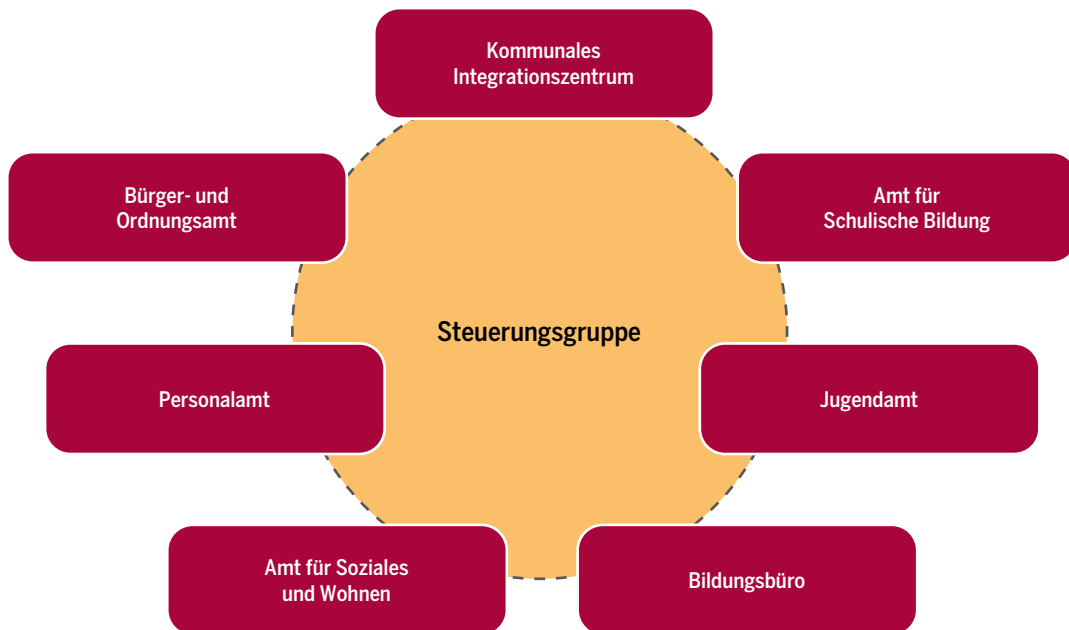 Kommunales
Integrationszentrum
Bürger- und
Ordnungsamt
Amt für
Schulische Bildung
Steuerungsgruppe
Personalamt
Jugendamt
Amt für Soziales
und Wohnen
Bildungsbüro